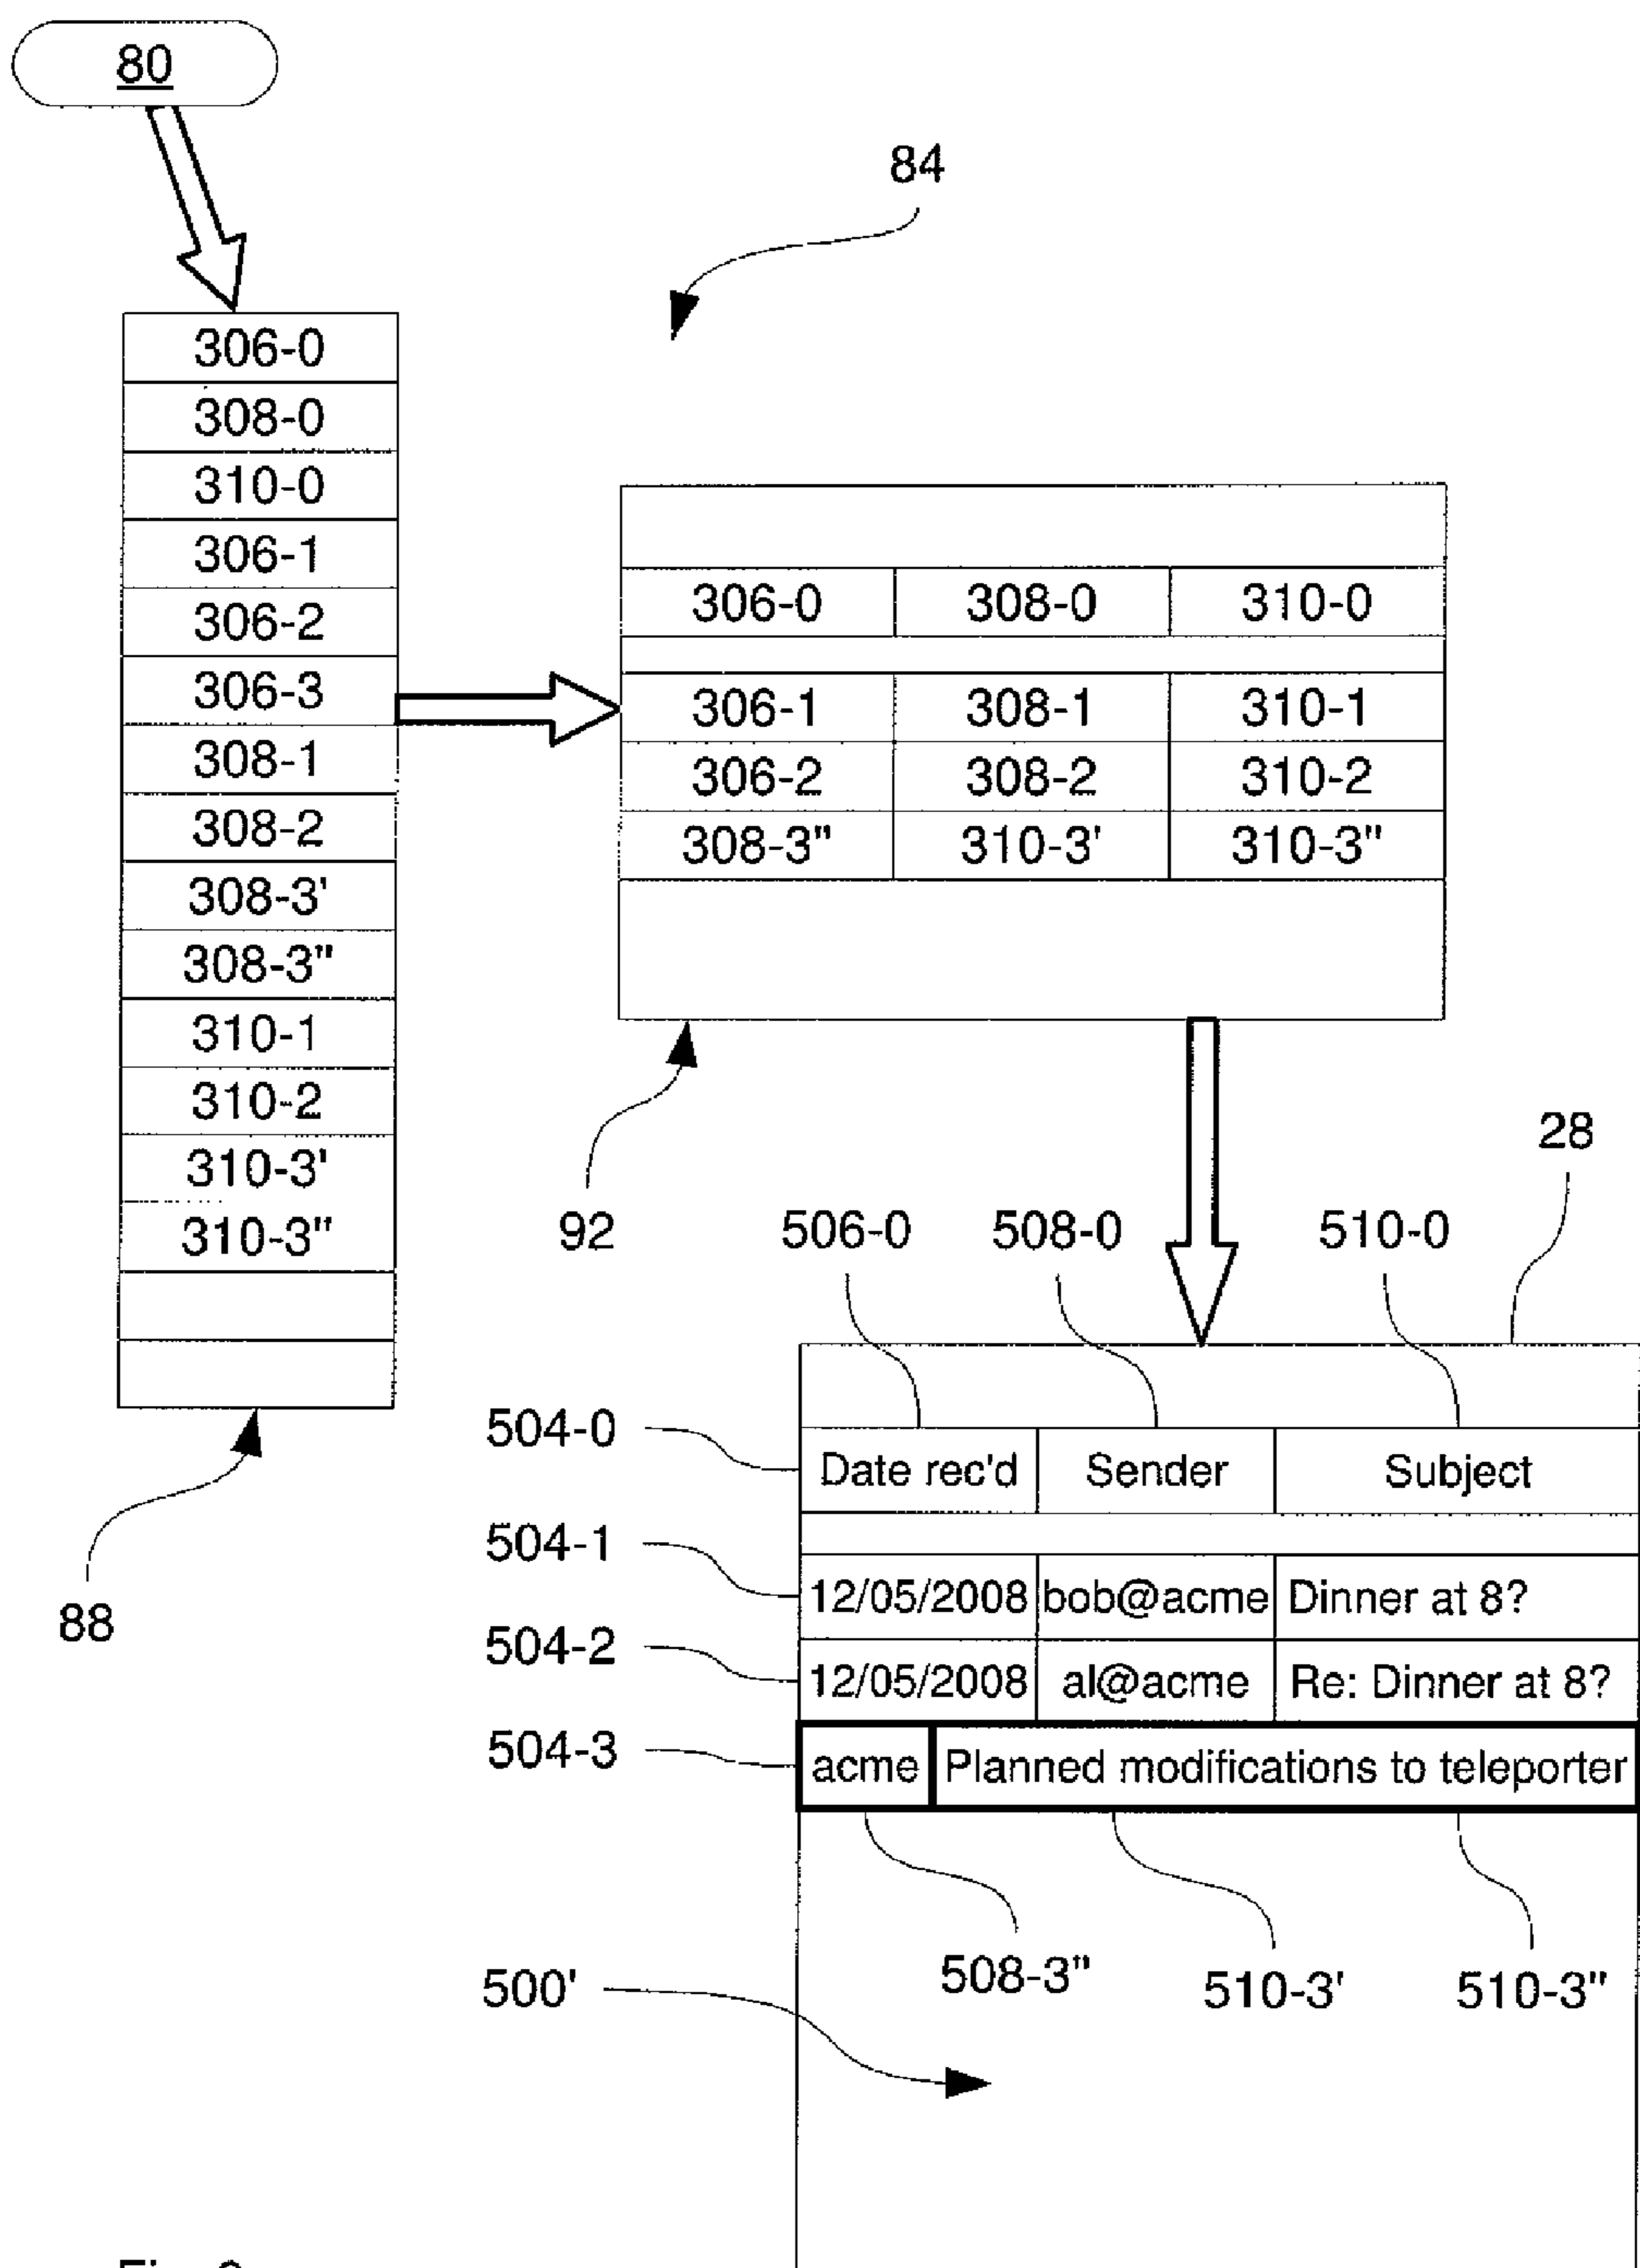 80
84
306-0
308-0
310-0
306-1
306-2
306-3
308-1
308-2
308-3'
308-3"
310-1
310-2
310-3'
310-3"
88
306-0 308-0 310-0
306-1 308-1 310-1
306-2 308-2 310-2
308-3" 310-3' 310-3"
92
28
506-0 508-0 510-0
504-0 Date rec'd Sender Subject
504-1 12/05/2008 bob@acme Dinner at 8?
504-2 12/05/2008 al@acme Re: Dinner at 8?
504-3 acme Planned modifications to teleporter
508-3" 510-3' 510-3"
500'